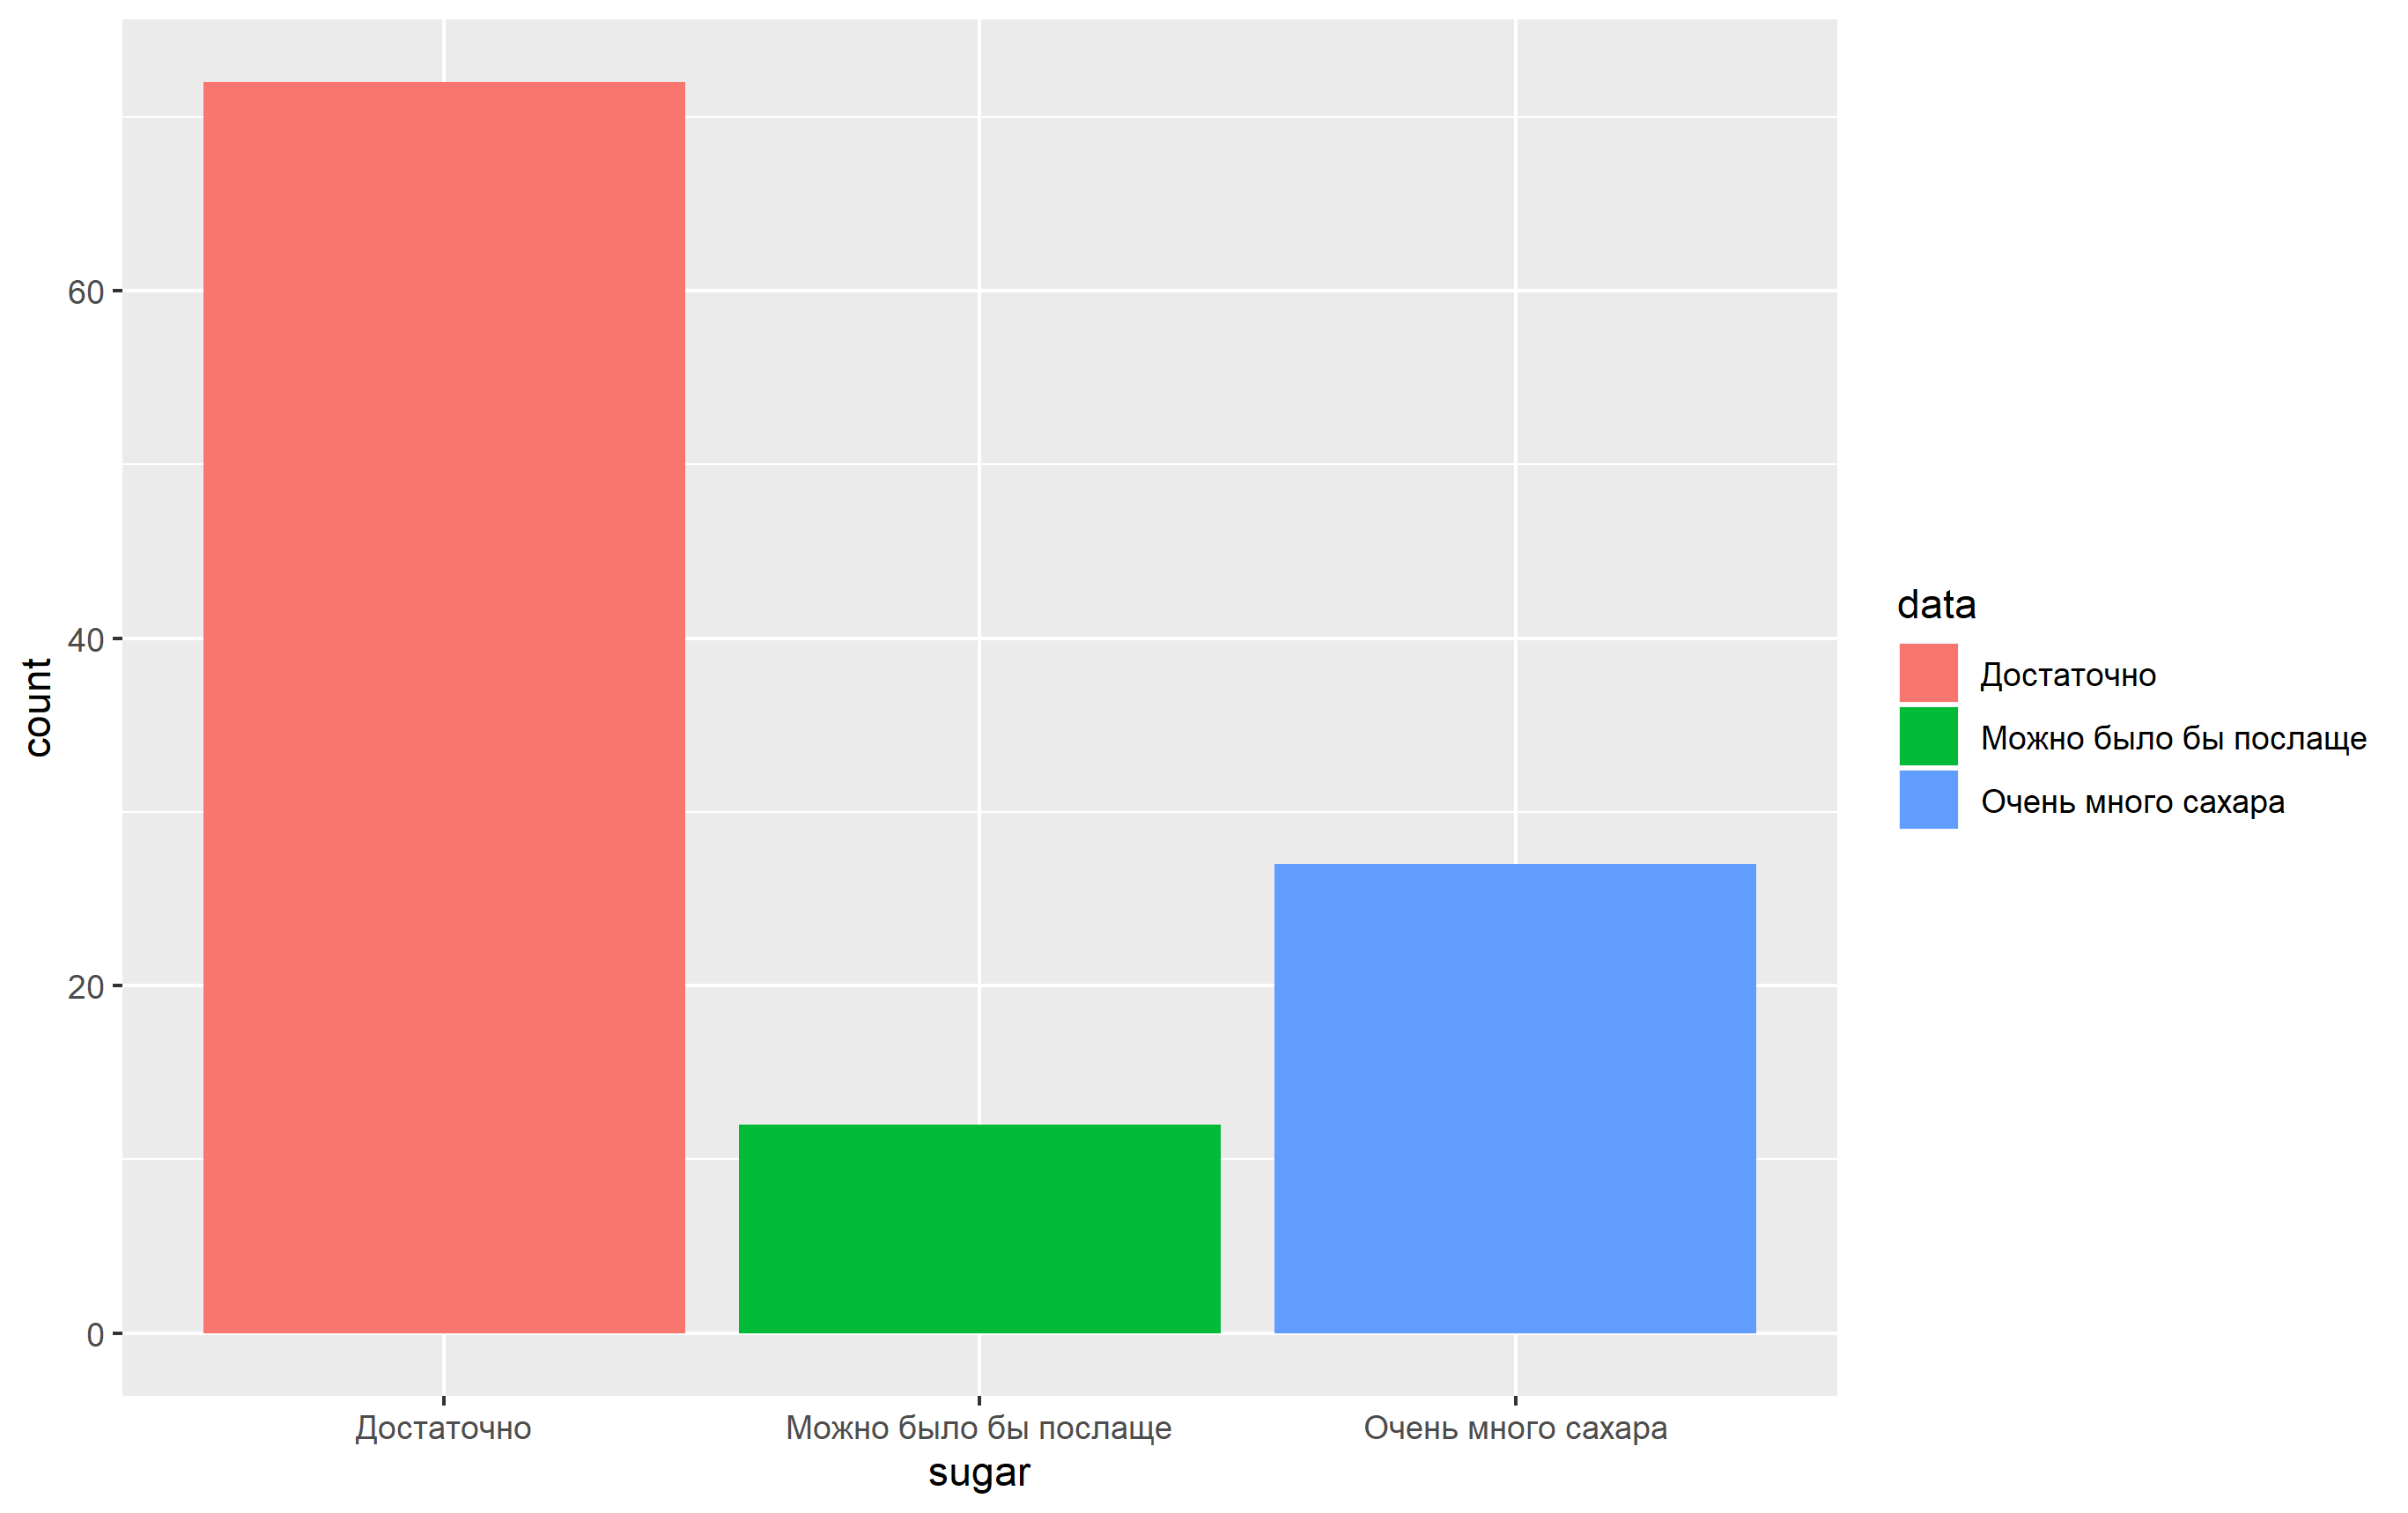 count
60
40
20
0
Достаточно
Можно было бы послаще
Очень много сахара
sugar
data
Достаточно
Можно было бы послаще
Очень много сахара